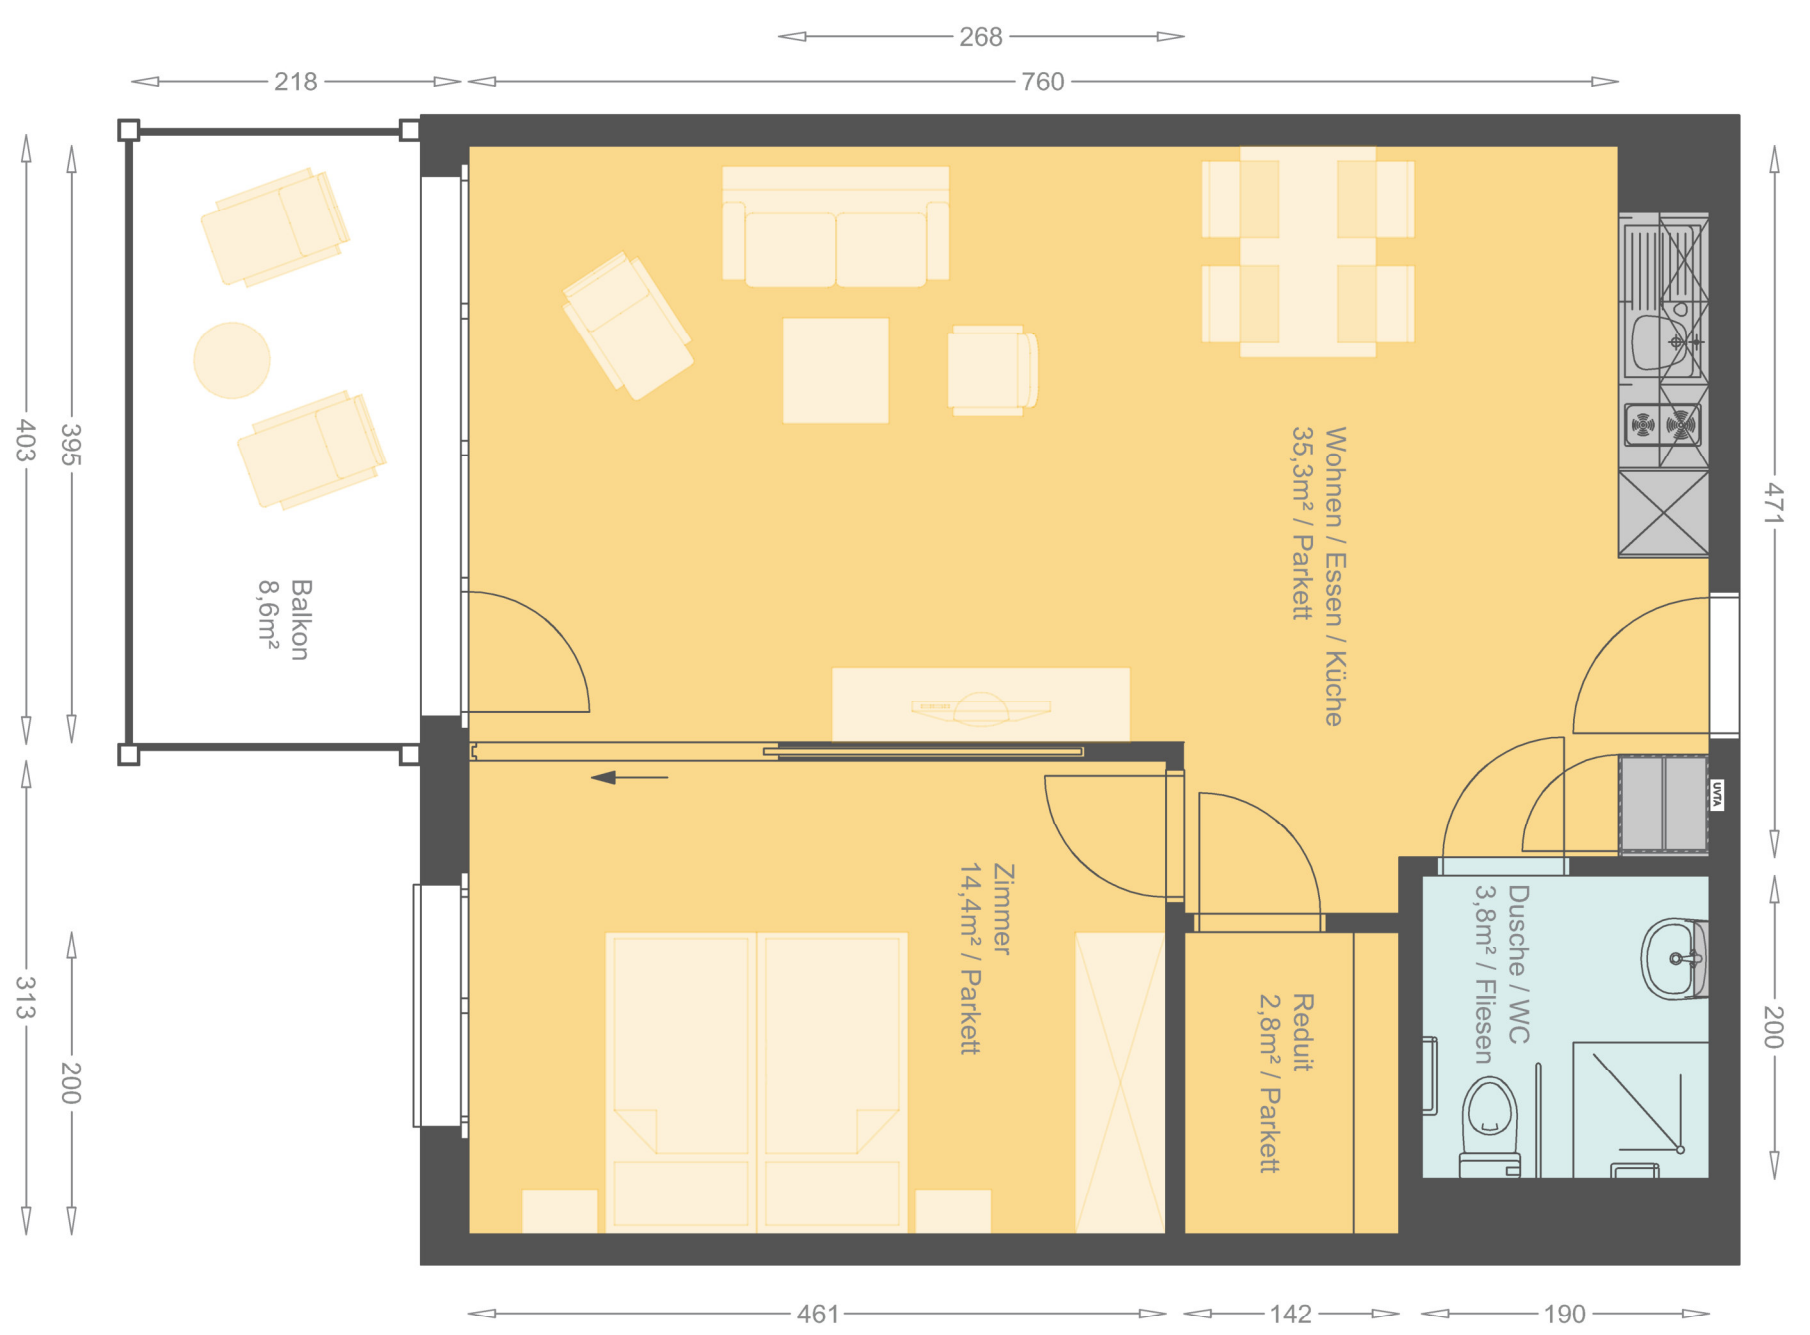 268
218
760
403
395
471
Wohnen / Essen / Küche
35,3m² / Parkett
Balkon
8,6m²
UVTA
Zimmer
14,4m² / Parkett
Dusche / WC
3,8m² / Fliesen
Reduit
2,8m² / Parkett
313
200
200
461
142
190